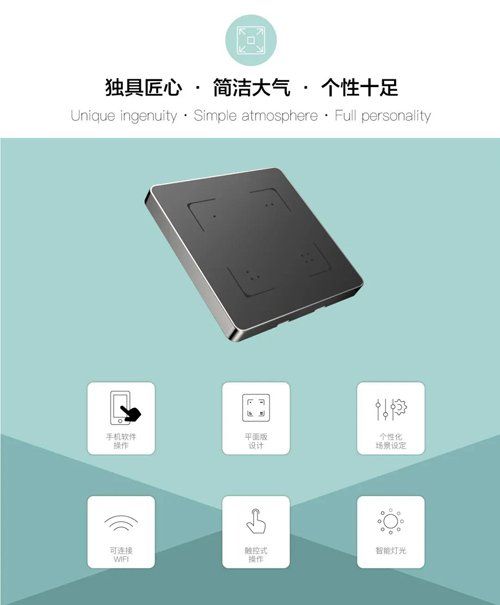 独具匠心 · 简洁大气 · 个性十足
Unique ingenuity · Simple atmosphere · Full personality
手机软件
操作
平面版
设计
个性化
场景设定
可连接
WIFI
触控式
操作
智能灯光